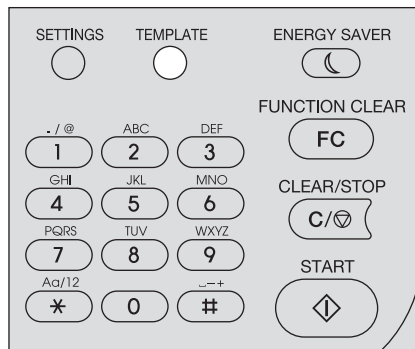 SETTINGS TEMPLATE ENERGY SAVER
FUNCTION CLEAR
. / @ ABC DEF FC
1 2 3
GHI JKL MNO CLEAR/STOP
4 5 6
C/
PQRS TUV WXYZ
7 8 9
START
Aa/12 ⎵−+
* 0 #